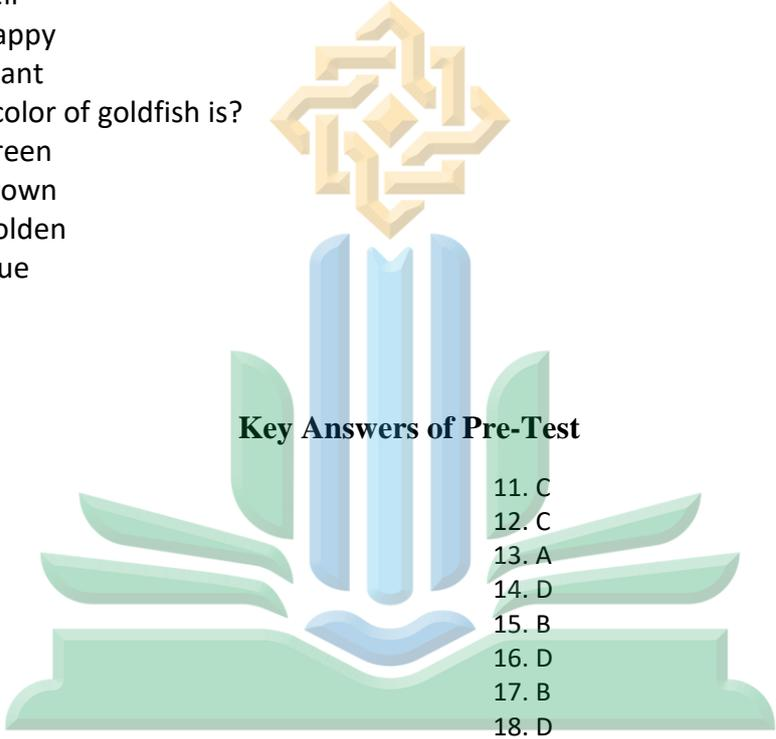 appy
ant
color of goldfish is?
reen
own
olden
ue
Key Answers of Pre-Test
11. C
12. C
13. A
14. D
15. B
16. D
17. B
18. D